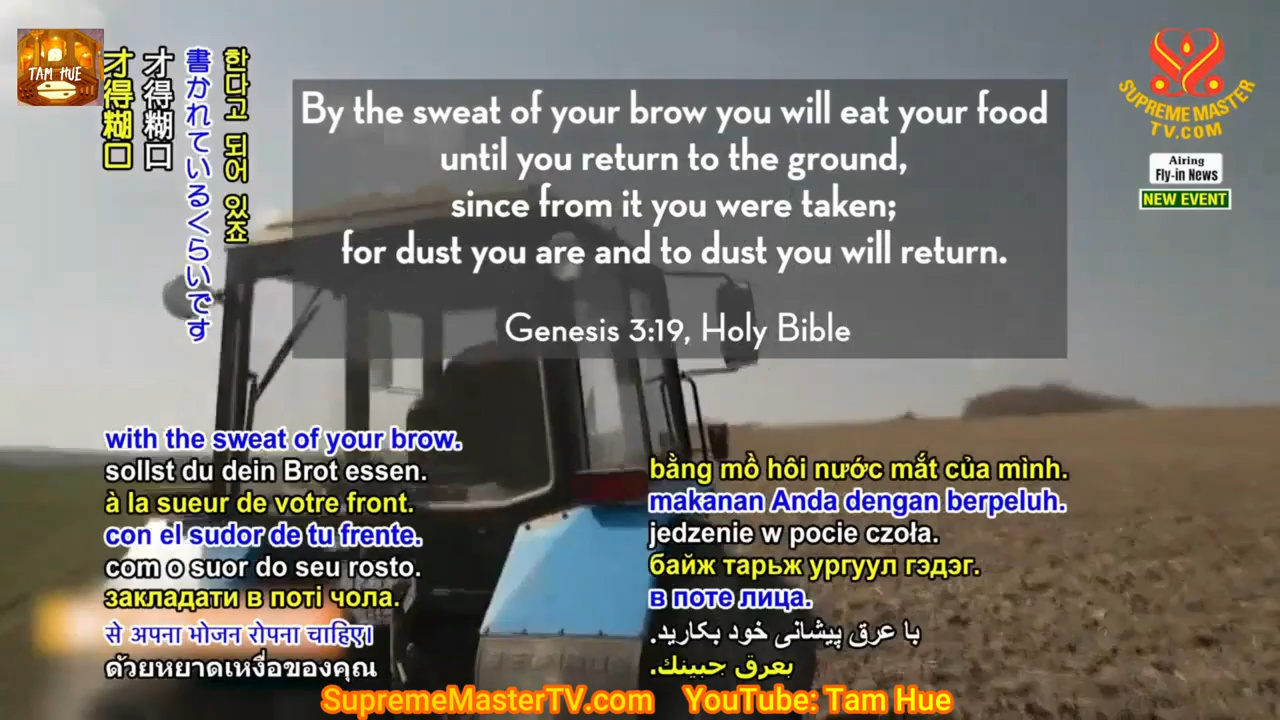 TAM HUE
才得糊口
才得糊口
書かれているくらいです
한다고 되어 있죠
By the sweat of your brow you will eat your food
until you return to the ground,
since from it you were taken;
for dust you are and to dust you will return.
Genesis 3:19, Holy Bible
SUPREME MASTER
TV.COM
Airing
Fly-in News
NEW EVENT
with the sweat of your brow.
sollst du dein Brot essen.
à la sueur de votre front.
con el sudor de tu frente.
com o suor do seu rosto.
закладати в поті чола.
से अपना भोजन रोपना चाहिए।
ด้วยหยาดเหงื่อของคุณ
bằng mồ hôi nước mắt của mình.
makanan Anda dengan berpeluh.
jedzenie w pocie czoła.
байж тарьж ургуул гэдэг.
в поте лица.
با عرق پیشانی خود بکارید.
بعرق جبينك.
SupremeMasterTV.com YouTube: Tam Hue